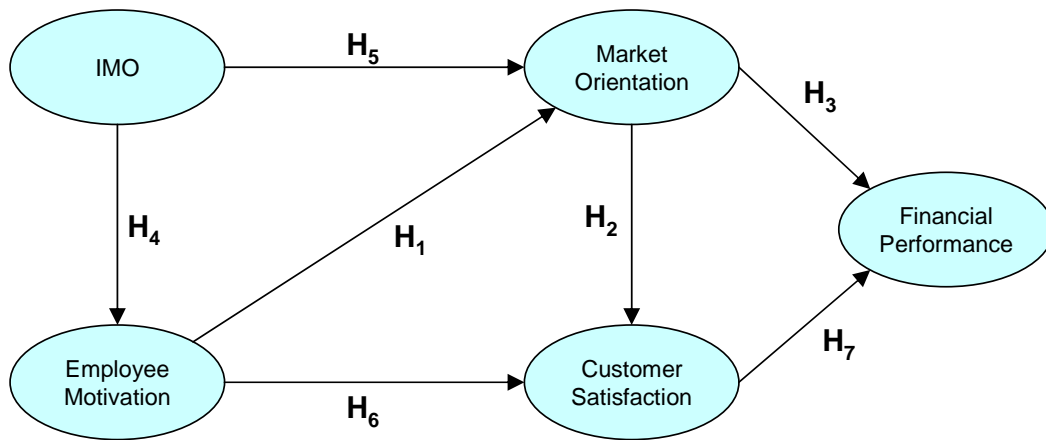 IMO
H5
Market
Orientation
H3
H4
H1
H2
Financial
Performance
Employee
Motivation
H6
Customer
Satisfaction
H7